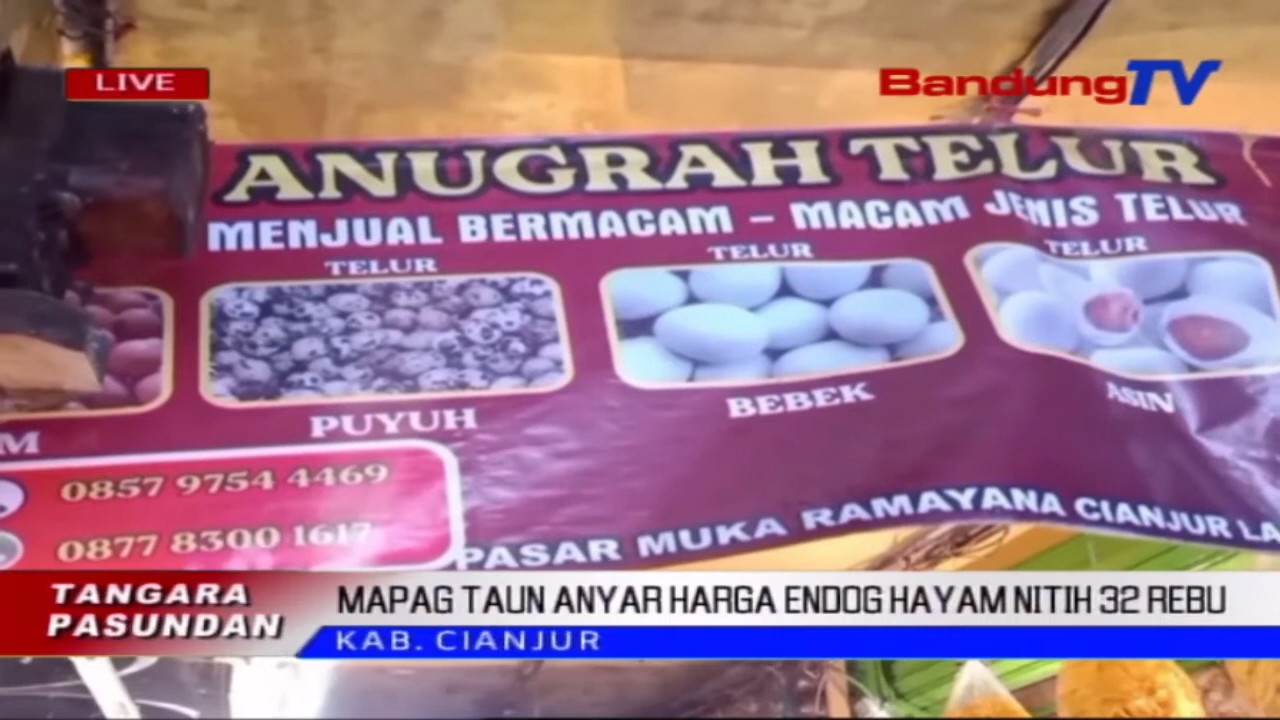 LIVE
BandungTV
ANUGRAH TELUR
MENJUAL BERMACAM - MACAM JENIS TELUR
TELUR
TELUR
TELUR
PUYUH
BEBEK
ASIN
0857 9754 4469
0877 8300 1617
PASAR MUKA RAMAYANA CIANJUR
TANGARA
PASUNDAN
MAPAG TAUN ANYAR HARGA ENDOG HAYAM NITIH 32 REBU
KAB. CIANJUR